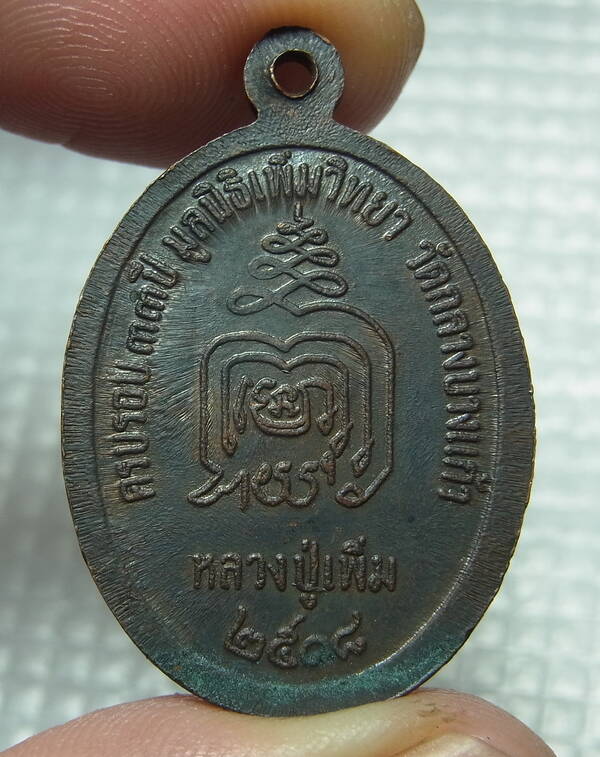 ครบรอบ ๓๓ ปี มูลนิธิเพิ่มวิทยา วัดกลางบางแก้ว
หลวงปู่เพิ่ม
๒๕๑๘